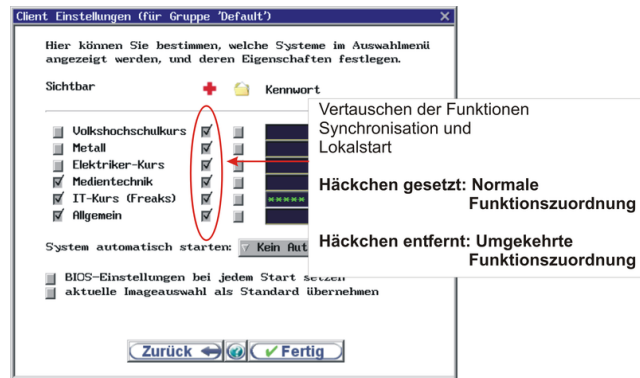 Client Einstellungen (für Gruppe 'Default')
Hier können Sie bestimmen, welche Systeme im Auswahlmenü
angezeigt werden, und deren Eigenschaften festlegen.
Sichtbar Kennwort
Volkshochschulkurs
Metall
Elektriker-Kurs
Medientechnik
IT-Kurs (Freaks) *****
Allgemein
System automatisch starten: Kein
BIOS-Einstellungen bei jedem Start setzen
aktuelle Imageauswahl als Standard übernehmen
Zurück Fertig
Vertauschen der Funktionen
Synchronisation und
Lokalstart
Häckchen gesetzt: Normale
Funktionszuordnung
Häckchen entfernt: Umgekehrte
Funktionszuordnung